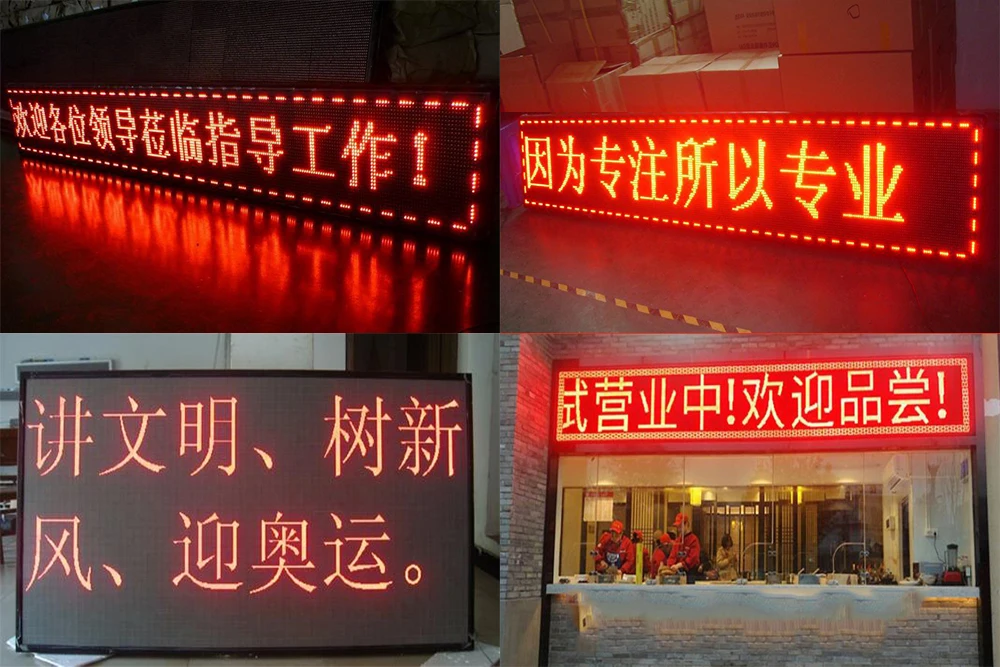 欢迎各位领导莅临指导工作！
因为专注所以专业
讲文明、树新
风、迎奥运。
试营业中!欢迎品尝!